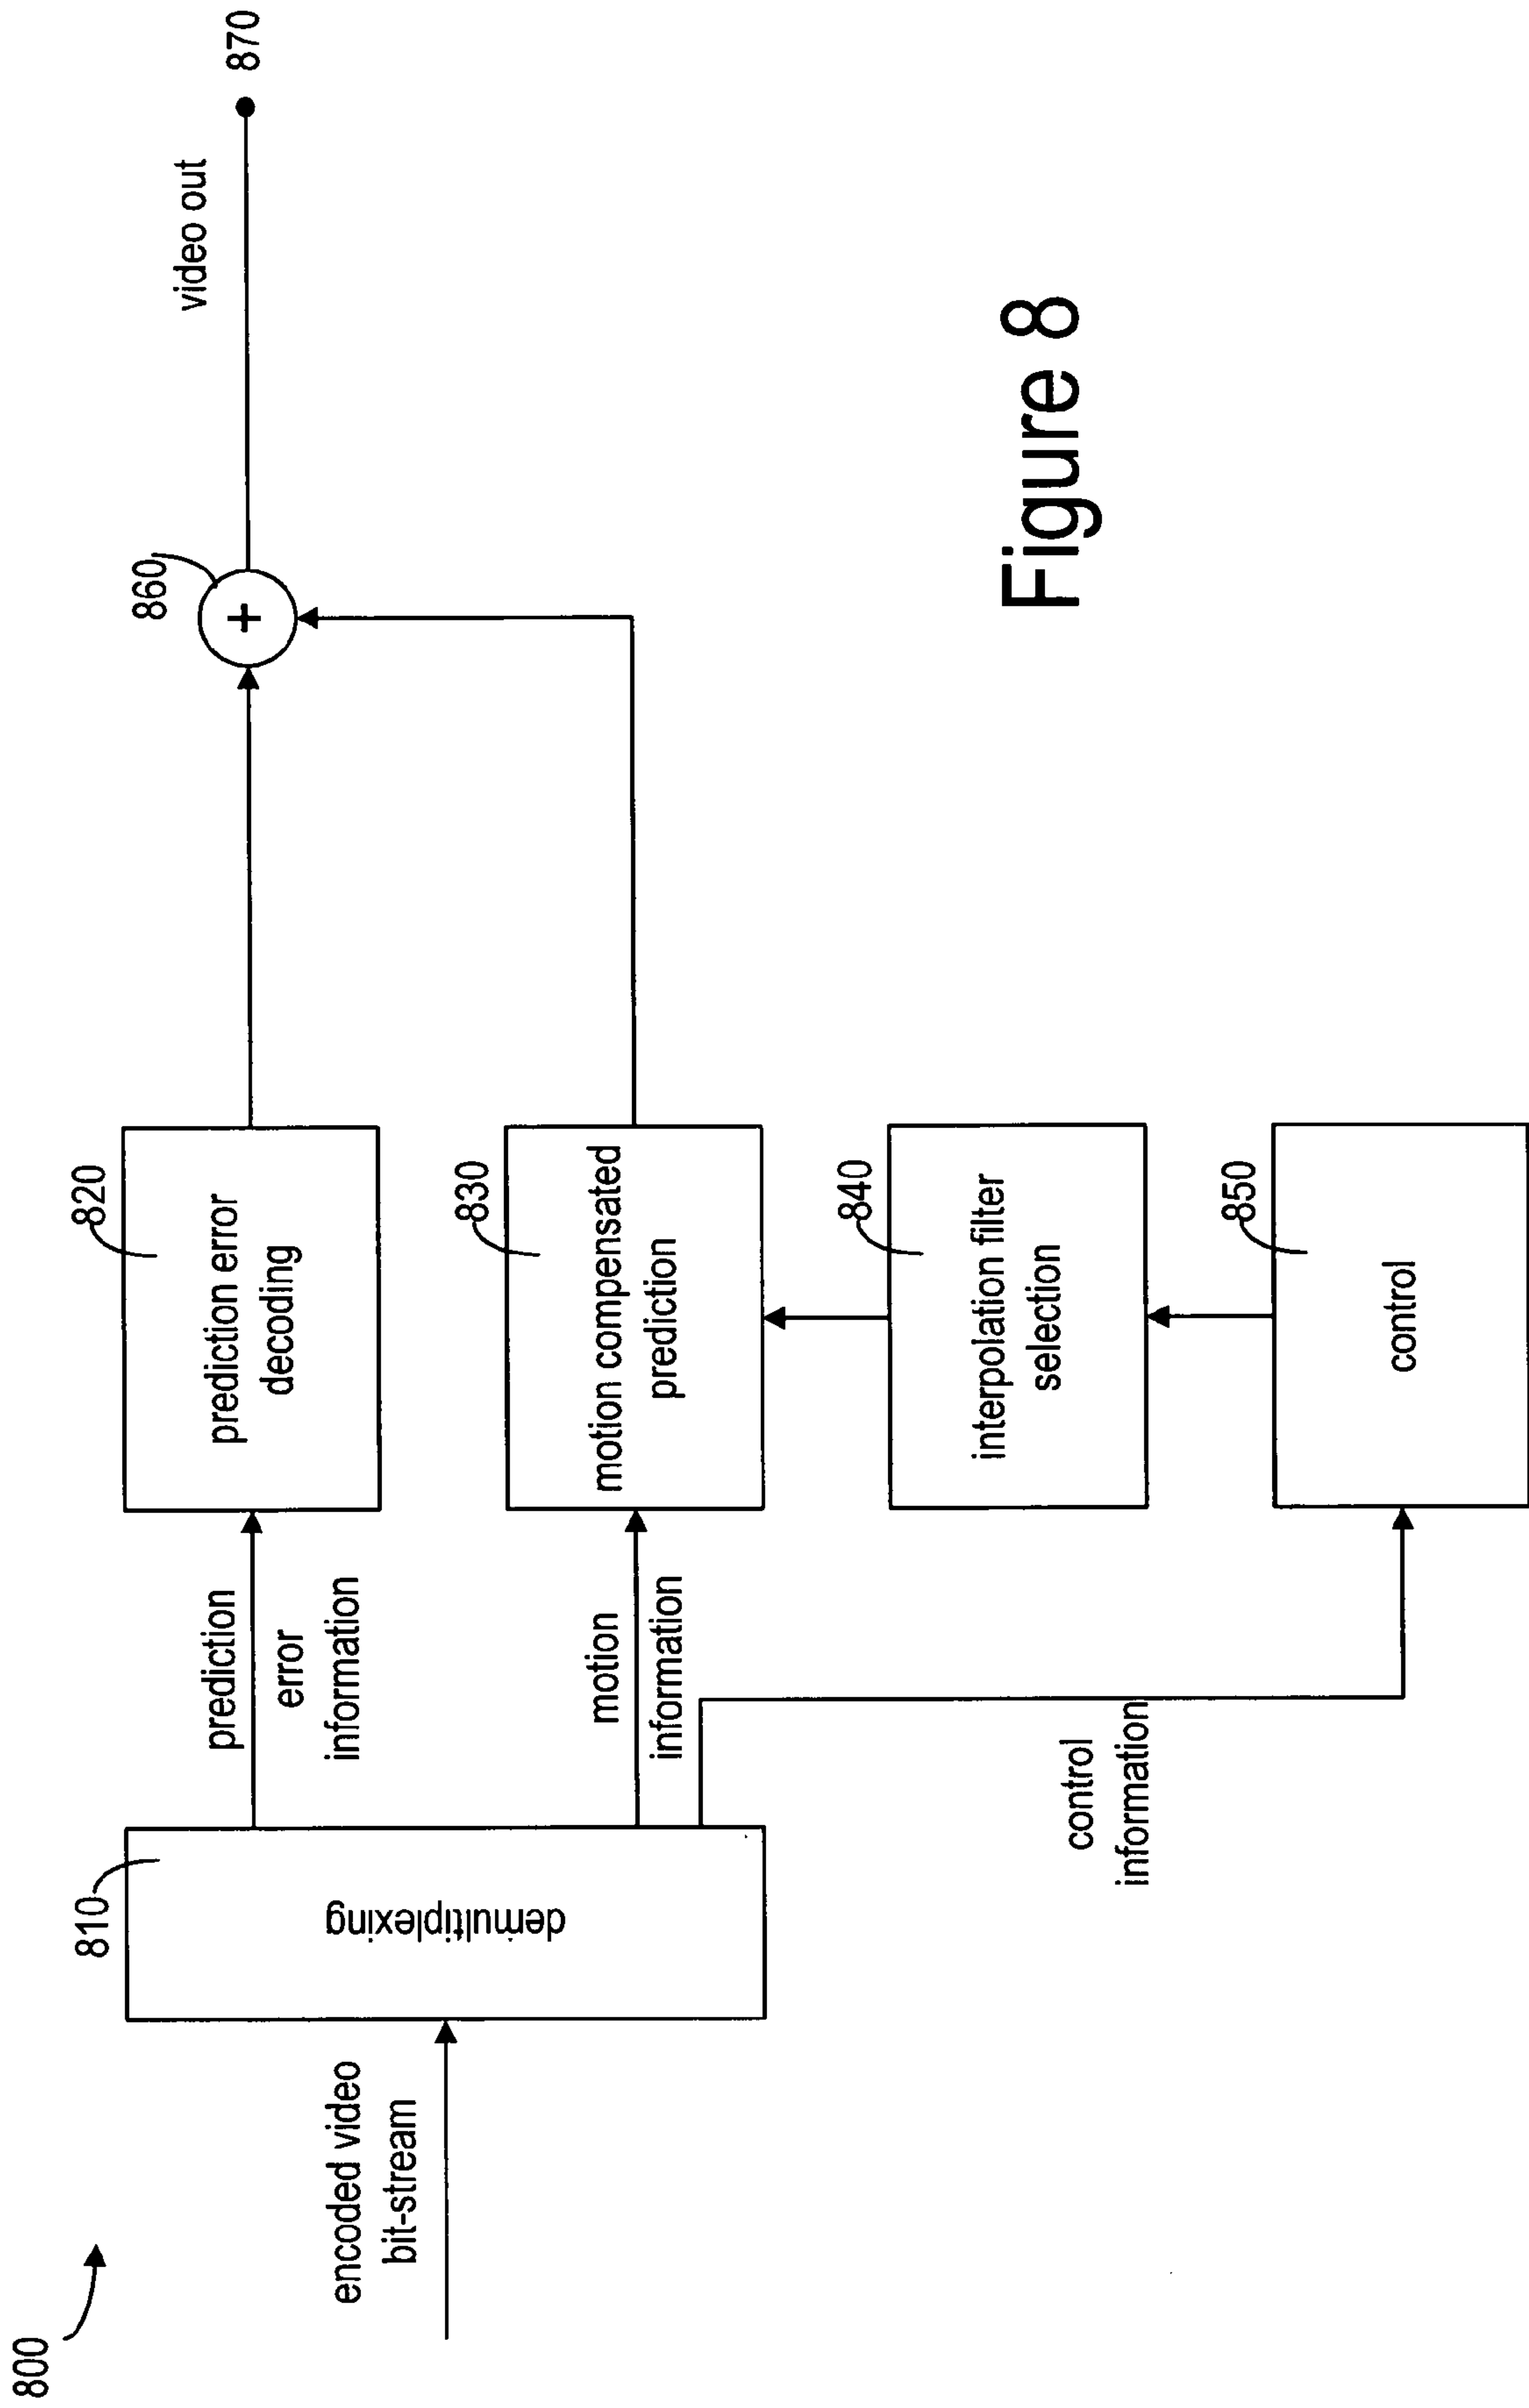 800
encoded video
bit-stream
810
demultiplexing
prediction
error
information
motion
information
control
information
820
prediction error
decoding
830
motion compensated
prediction
840
interpolation filter
selection
850
control
860
+
video out
870
Figure 8